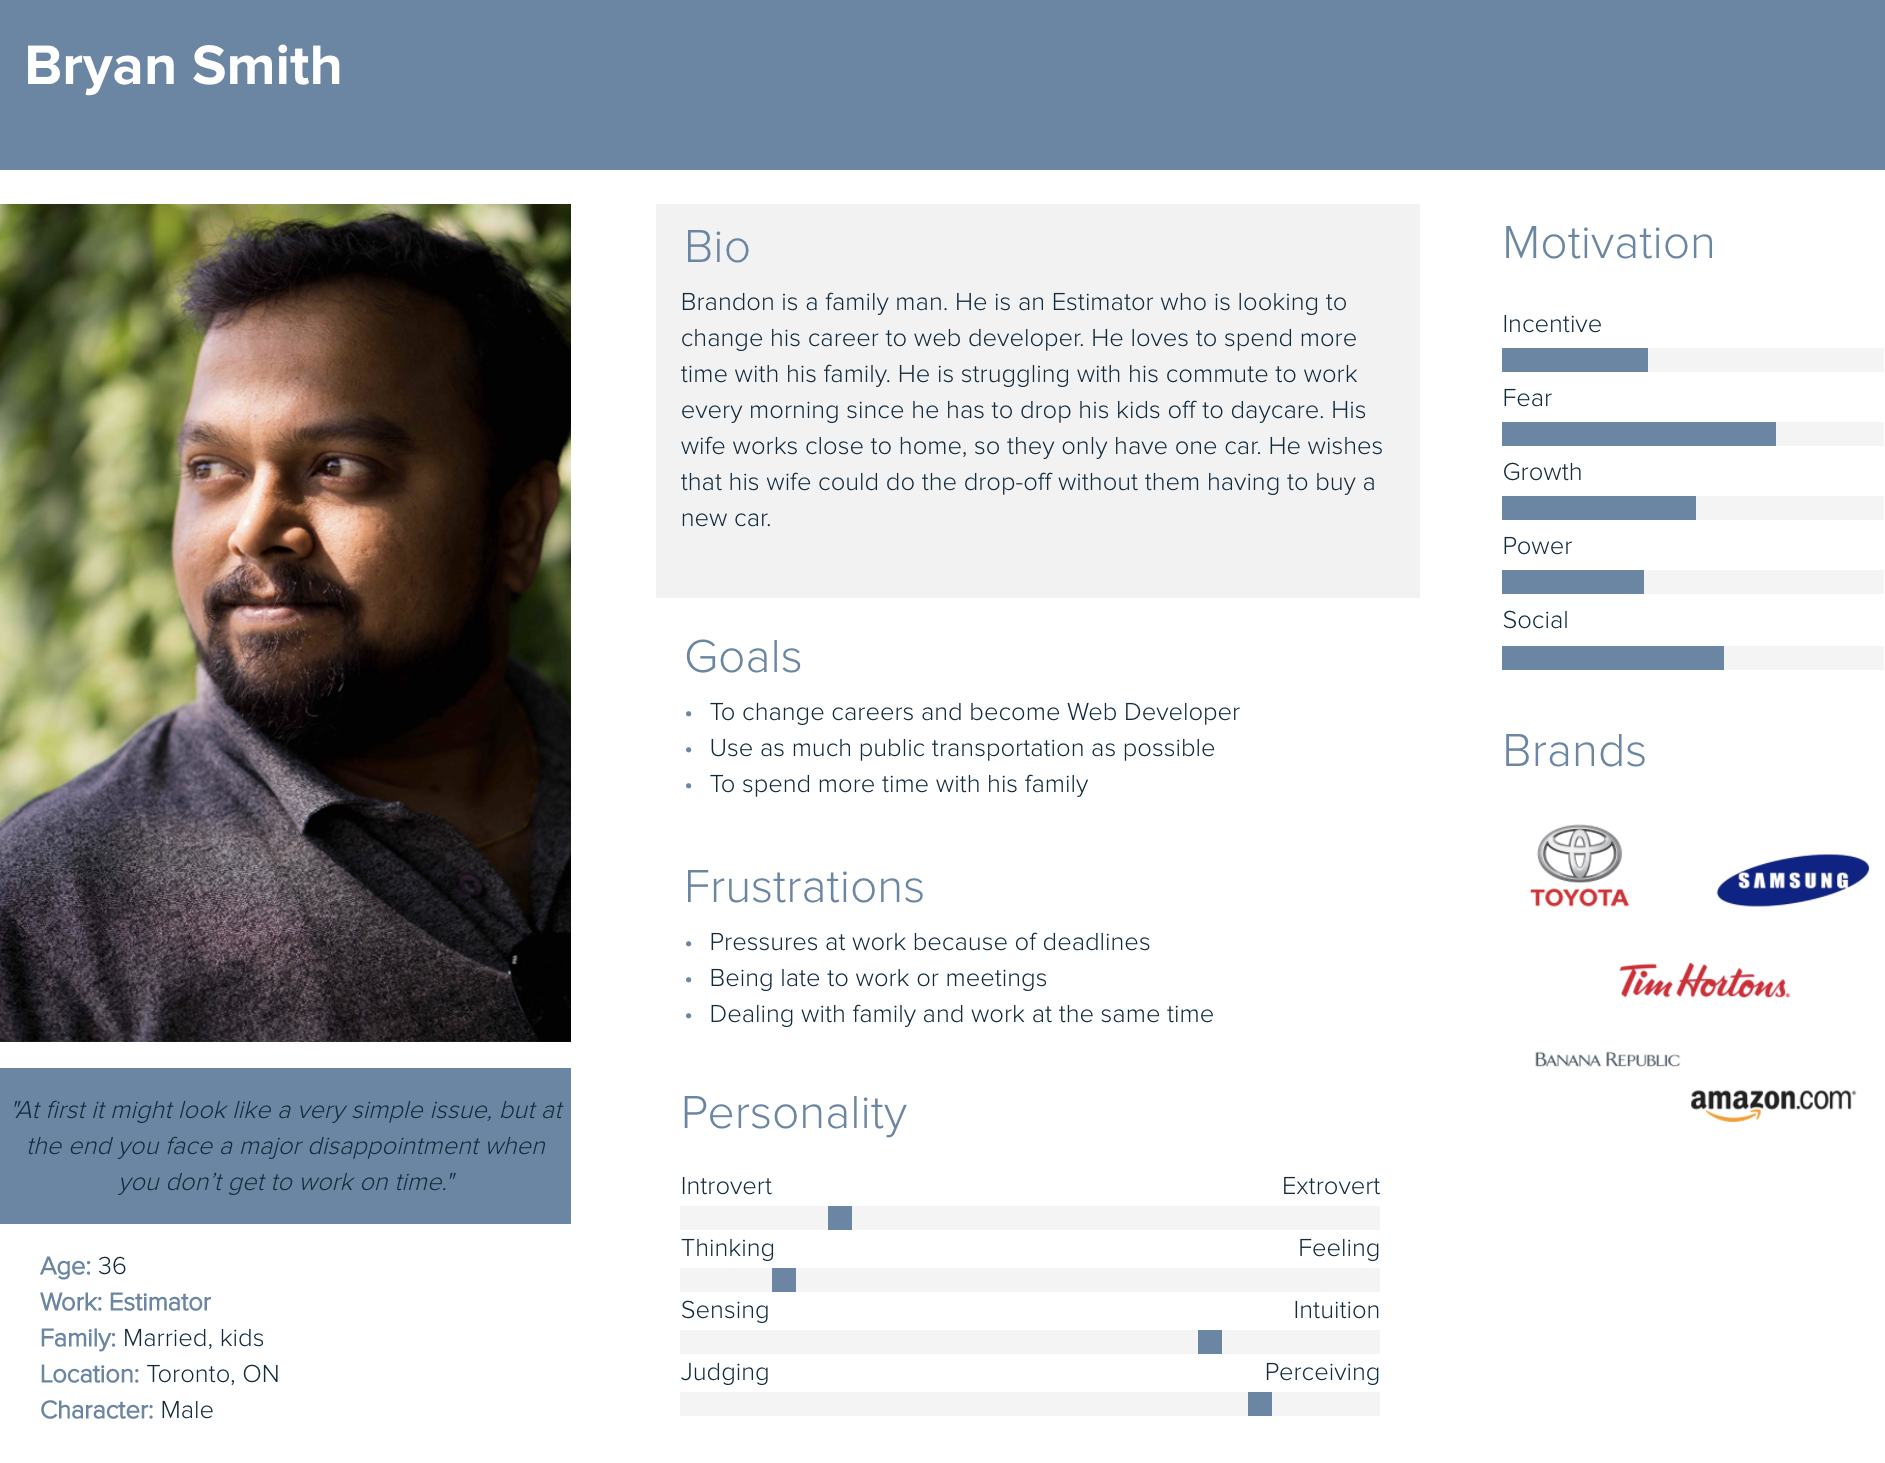 Bryan Smith
Bio
Brandon is a family man. He is an Estimator who is looking to
change his career to web developer. He loves to spend more
time with his family. He is struggling with his commute to work
every morning since he has to drop his kids off to daycare. His
wife works close to home, so they only have one car. He wishes
that his wife could do the drop-off without them having to buy a
new car.
Goals
• To change careers and become Web Developer
• Use as much public transportation as possible
• To spend more time with his family
Frustrations
• Pressures at work because of deadlines
• Being late to work or meetings
• Dealing with family and work at the same time
Personality
Introvert Extrovert
Thinking Feeling
Sensing Intuition
Judging Perceiving
"At first it might look like a very simple issue, but at
the end you face a major disappointment when
you don’t get to work on time."
Age: 36
Work: Estimator
Family: Married, kids
Location: Toronto, ON
Character: Male
Motivation
Incentive
Fear
Growth
Power
Social
Brands
TOYOTA
SAMSUNG
Tim Hortons.
BANANA REPUBLIC
amazon.com